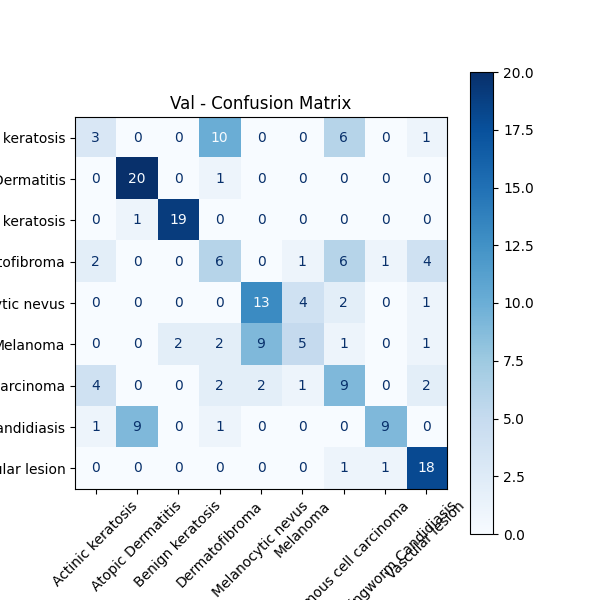 Val - Confusion Matrix
keratosis 3 0 0 10 0 0 6 0 1
Dermatitis 0 20 0 1 0 0 0 0 0
keratosis 0 1 19 0 0 0 0 0 0
tofibroma 2 0 0 6 0 1 6 1 4
tic nevus 0 0 0 0 13 4 2 0 1
Melanoma 0 0 2 2 9 5 1 0 1
arcinoma 4 0 0 2 2 1 9 0 2
andidiasis 1 9 0 1 0 0 0 9 0
ular lesion 0 0 0 0 0 0 1 1 18
Actinic keratosis
Atopic Dermatitis
Benign keratosis
Dermatofibroma
Melanocytic nevus
Melanoma
mous cell carcinoma
ngworm Candidiasis
Vascular lesion
20.0
17.5
15.0
12.5
10.0
7.5
5.0
2.5
0.0